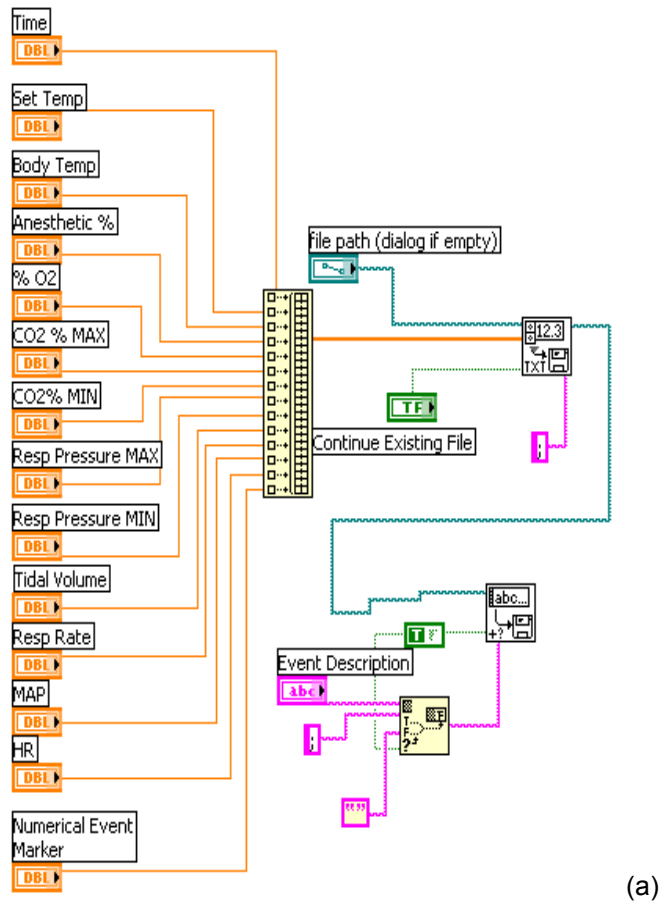 Time
DBL
Set Temp
DBL
Body Temp
DBL
Anesthetic %
DBL
% O2
DBL
CO2 % MAX
DBL
CO2% MIN
DBL
Resp Pressure MAX
DBL
Resp Pressure MIN
DBL
Tidal Volume
DBL
Resp Rate
DBL
MAP
DBL
HR
DBL
Numerical Event
Marker
DBL
file path (dialog if empty)
12.3
TXT
TF
Continue Existing File
;
abc...
+?
T F
Event Description
abc
;
T
F
?
F
""
(a)